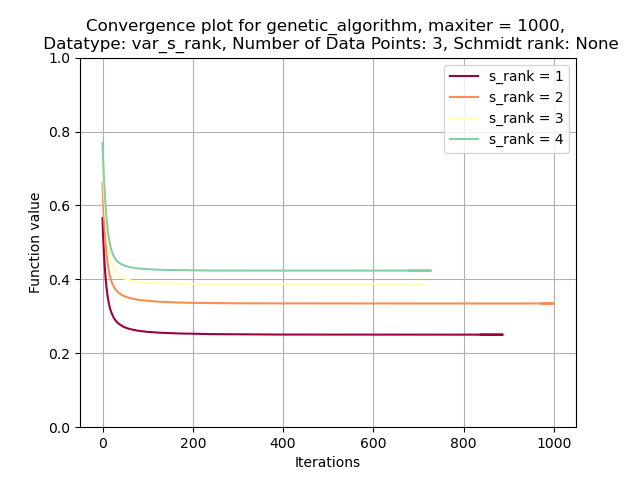 Convergence plot for genetic_algorithm, maxiter = 1000,
Datatype: var_s_rank, Number of Data Points: 3, Schmidt rank: None
1.0
0.8
0.6
0.4
0.2
0.0
Function value
s_rank = 1
s_rank = 2
s_rank = 3
s_rank = 4
0 200 400 600 800 1000
Iterations